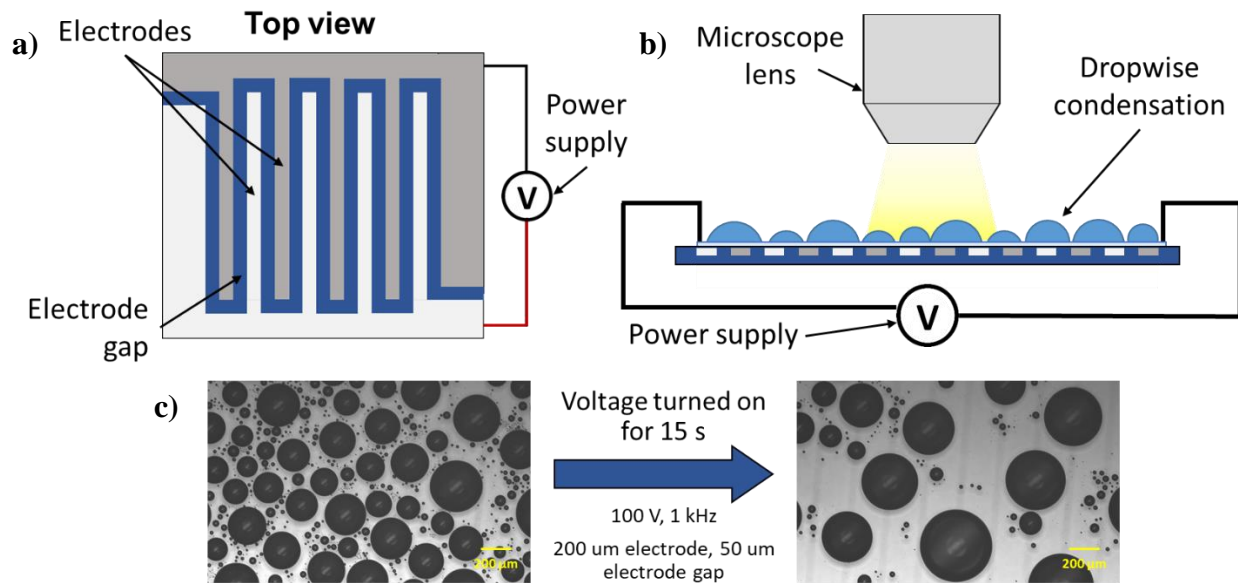 a)
Top view
Electrodes
Power
supply
V
Electrode
gap
b)
Microscope
lens
Dropwise
condensation
Power supply
V
c)
200 μm
Voltage turned on
for 15 s
100 V, 1 kHz
200 um electrode, 50 um
electrode gap
200 μm